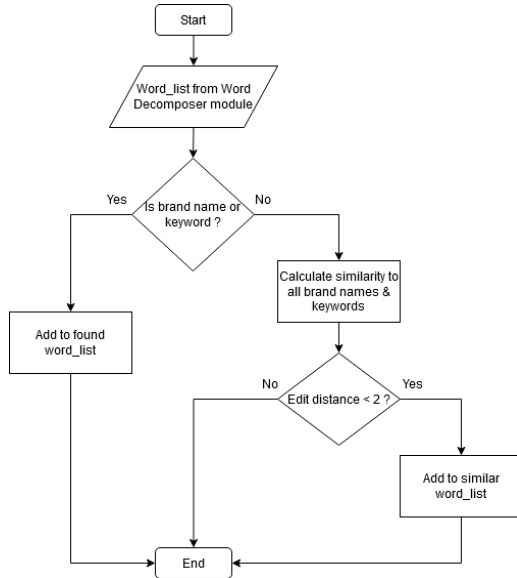 Start
Word_list from Word
Decomposer module
Yes
Is brand name or
keyword ?
No
Calculate similarity to
all brand names &
keywords
Add to found
word_list
No
Edit distance < 2 ?
Yes
Add to similar
word_list
End